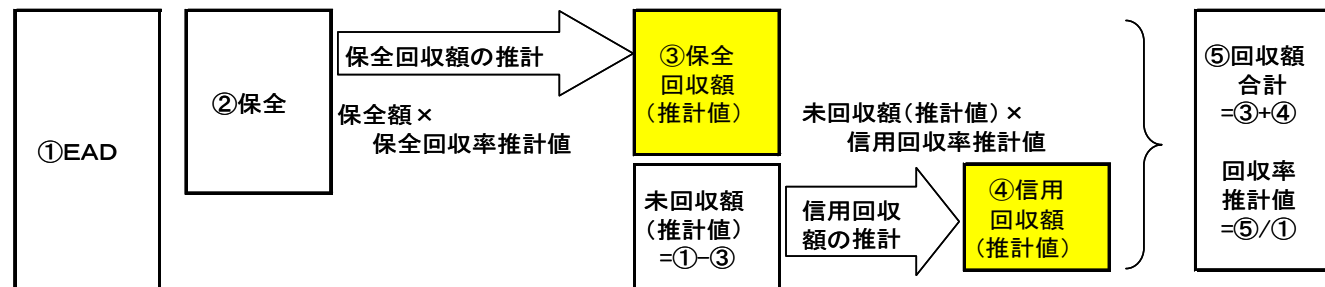 ①EAD
②保全
保全回収額の推計
保全額×
保全回収率推計値
③保全
回収額
(推計値)
未回収額
(推計値)
=①-③
未回収額(推計値)×
信用回収率推計値
信用回収
額の推計
④信用
回収額
(推計値)
⑤回収額
合計
=③+④
回収率
推計値
=⑤/①